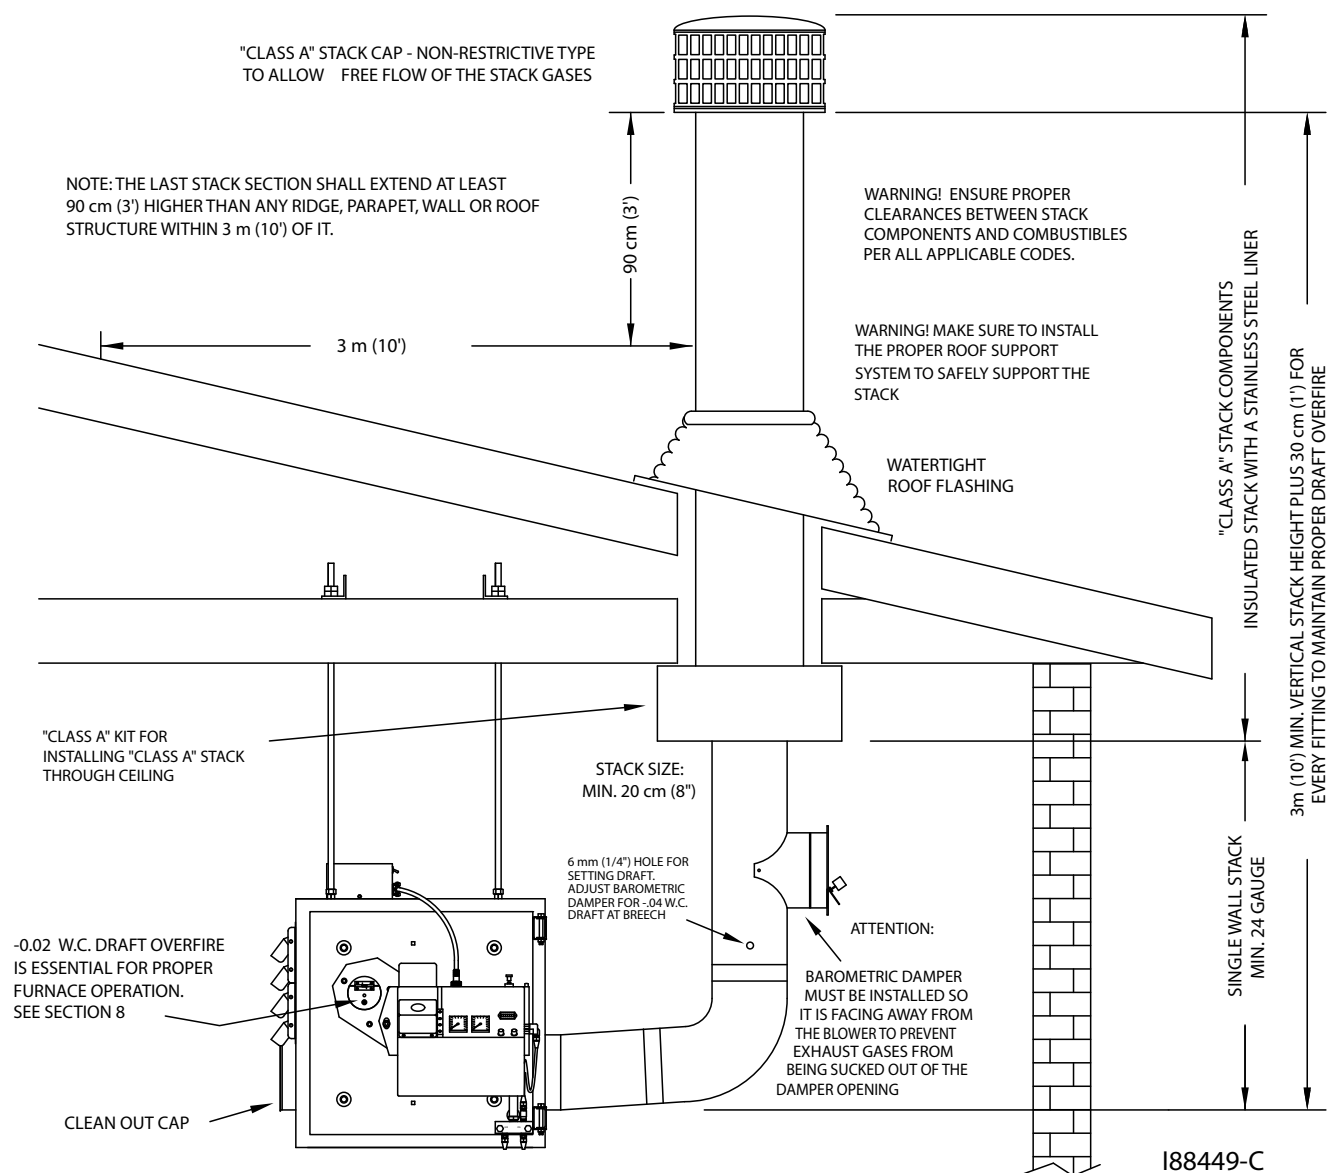 "CLASS A" STACK CAP - NON-RESTRICTIVE TYPE
TO ALLOW FREE FLOW OF THE STACK GASES
NOTE: THE LAST STACK SECTION SHALL EXTEND AT LEAST
90 cm (3') HIGHER THAN ANY RIDGE, PARAPET, WALL OR ROOF
STRUCTURE WITHIN 3 m (10') OF IT.
90 cm (3')
3 m (10')
WARNING! ENSURE PROPER
CLEARANCES BETWEEN STACK
COMPONENTS AND COMBUSTIBLES
PER ALL APPLICABLE CODES.
WARNING! MAKE SURE TO INSTALL
THE PROPER ROOF SUPPORT
SYSTEM TO SAFELY SUPPORT THE
STACK
WATERTIGHT
ROOF FLASHING
"CLASS A" STACK COMPONENTS
INSULATED STACK WITH A STAINLESS STEEL LINER
3m (10') MIN. VERTICAL STACK HEIGHT PLUS 30 cm (1') FOR
EVERY FITTING TO MAINTAIN PROPER DRAFT OVERFIRE
"CLASS A" KIT FOR
INSTALLING "CLASS A" STACK
THROUGH CEILING
STACK SIZE:
MIN. 20 cm (8")
6 mm (1/4") HOLE FOR
SETTING DRAFT.
ADJUST BAROMETRIC
DAMPER FOR -.04 W.C.
DRAFT AT BREECH
SINGLE WALL STACK
MIN. 24 GAUGE
-0.02 W.C. DRAFT OVERFIRE
IS ESSENTIAL FOR PROPER
FURNACE OPERATION.
SEE SECTION 8
ATTENTION:
BAROMETRIC DAMPER
MUST BE INSTALLED SO
IT IS FACING AWAY FROM
THE BLOWER TO PREVENT
EXHAUST GASES FROM
BEING SUCKED OUT OF THE
DAMPER OPENING
CLEAN OUT CAP
I88449-C